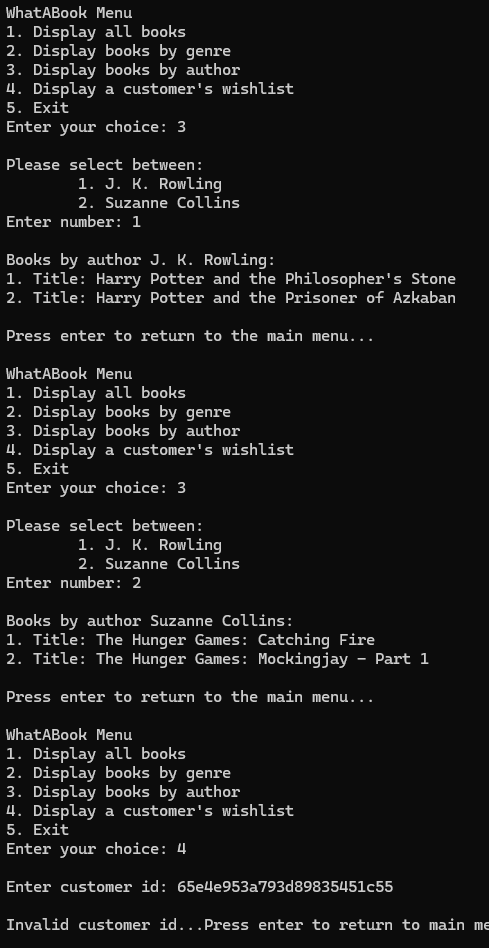 WhatABook Menu
1. Display all books
2. Display books by genre
3. Display books by author
4. Display a customer's wishlist
5. Exit
Enter your choice: 3
Please select between:
1. J. K. Rowling
2. Suzanne Collins
Enter number: 1
Books by author J. K. Rowling:
1. Title: Harry Potter and the Philosopher's Stone
2. Title: Harry Potter and the Prisoner of Azkaban
Press enter to return to the main menu...
WhatABook Menu
1. Display all books
2. Display books by genre
3. Display books by author
4. Display a customer's wishlist
5. Exit
Enter your choice: 3
Please select between:
1. J. K. Rowling
2. Suzanne Collins
Enter number: 2
Books by author Suzanne Collins:
1. Title: The Hunger Games: Catching Fire
2. Title: The Hunger Games: Mockingjay - Part 1
Press enter to return to the main menu...
WhatABook Menu
1. Display all books
2. Display books by genre
3. Display books by author
4. Display a customer's wishlist
5. Exit
Enter your choice: 4
Enter customer id: 65e4e953a793d89835451c55
Invalid customer id...Press enter to return to main me